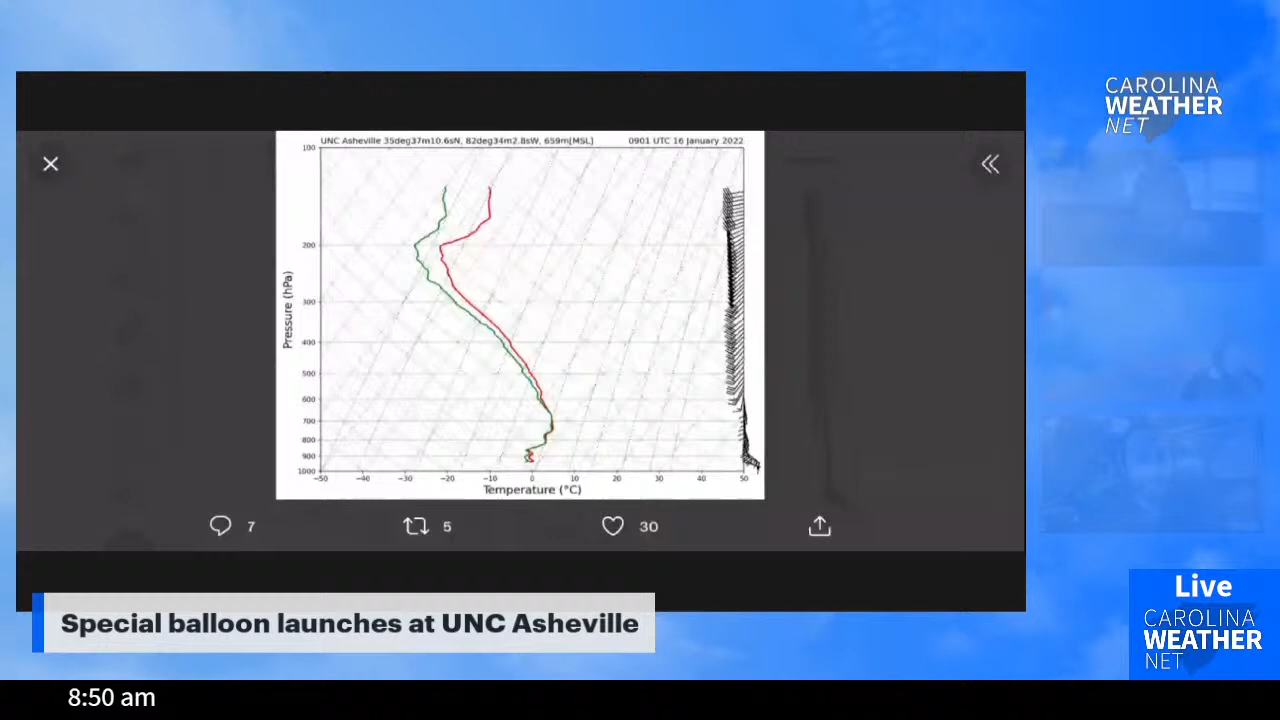 CAROLINA
WEATHER
NET
UNC Asheville 35deg37m10.6sN, 82deg34m2.8sW, 659m[MSL]
0901 UTC 16 January 2022
100
200
300
400
500
600
700
800
900
1000
Pressure (hPa)
−50 −40 −30 −20 −10 0 10 20 30 40 50
Temperature (°C)
7 5 30
Special balloon launches at UNC Asheville
Live
CAROLINA
WEATHER
NET
8:50 am